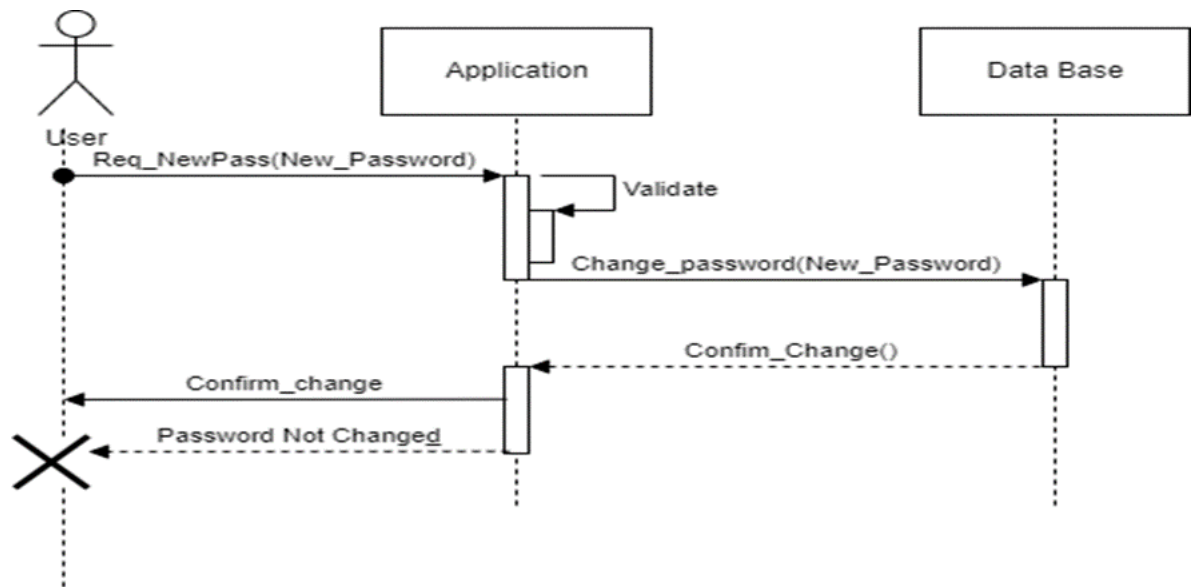 Application
Data Base
User
Req_NewPass(New_Password)
Validate
Change_password(New_Password)
Confim_Change()
Confirm_change
Password Not Changed